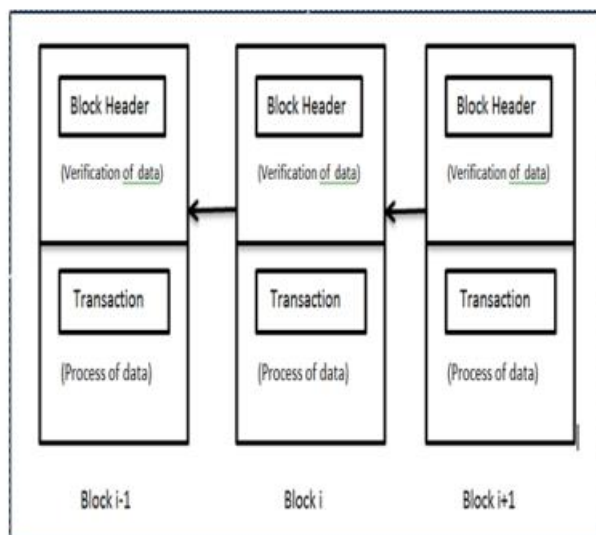 Block Header
(Verification of data)
Transaction
(Process of data)
Block i-1
Block Header
(Verification of data)
Transaction
(Process of data)
Block i
Block Header
(Verification of data)
Transaction
(Process of data)
Block i+1